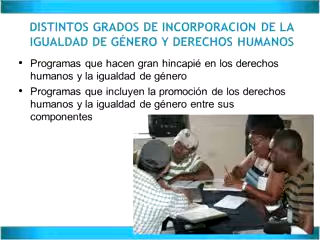 DISTINTOS GRADOS DE INCORPORACION DE LA
IGUALDAD DE GÉNERO Y DERECHOS HUMANOS
• Programas que hacen gran hincapié en los derechos
humanos y la igualdad de género
• Programas que incluyen la promoción de los derechos
humanos y la igualdad de género entre sus
componentes